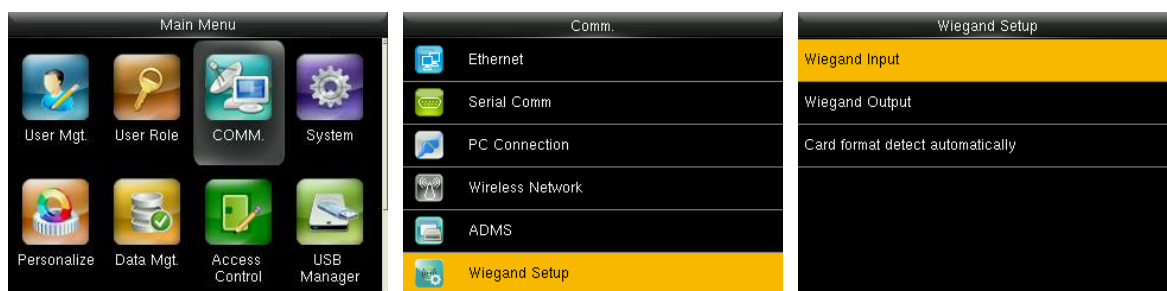 Main Menu
User Mgt.
User Role
COMM.
System
Personalize
Data Mgt.
Access
Control
USB
Manager
Comm.
Ethernet
Serial Comm
PC Connection
Wireless Network
ADMS
Wiegand Setup
Wiegand Setup
Wiegand Input
Wiegand Output
Card format detect automatically